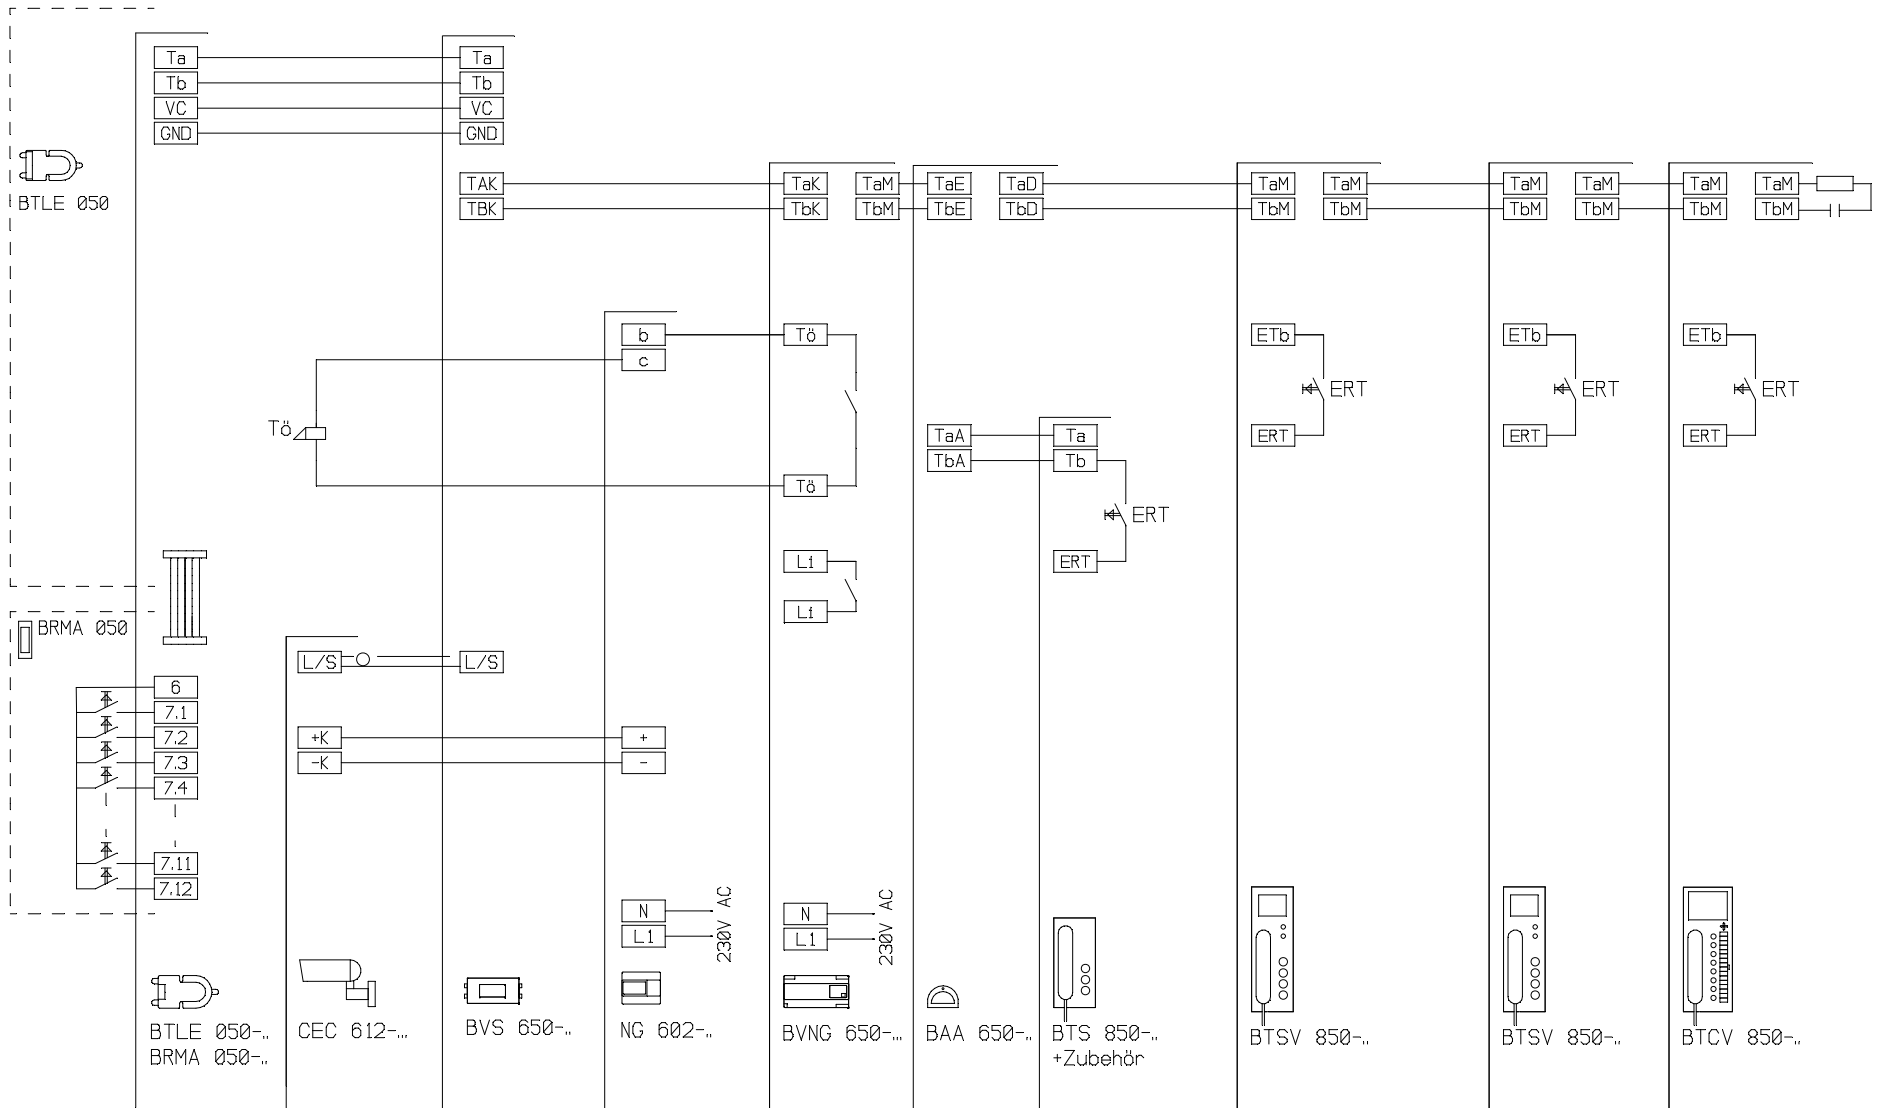 Ta Ta
Tb Tb
VC VC
GND GND
BTLE 050
TAK TaK TaM TaE TaD TaM TaM TaM TaM TaM TaM
TBK TbK TbM TbE TbD TbM TbM TbM TbM TbM TbM
b Tö ETb ETb ETb
c
ERT ERT ERT
Tö
TaA Ta ERT ERT ERT
TbA Tb
Tö
ERT
Li ERT
Li
BRMA 050
L/S L/S
6
7.1
7.2 +K +
7.3 -K -
7.4
7.11
7.12
N 230V AC N 230V AC
L1 L1
BTLE 050-..
BRMA 050-..
CEC 612-...
BVS 650-..
NG 602-..
BVNG 650-...
BAA 650-..
BTS 850-..
+Zubehör
BTSV 850-..
BTSV 850-..
BTCV 850-..